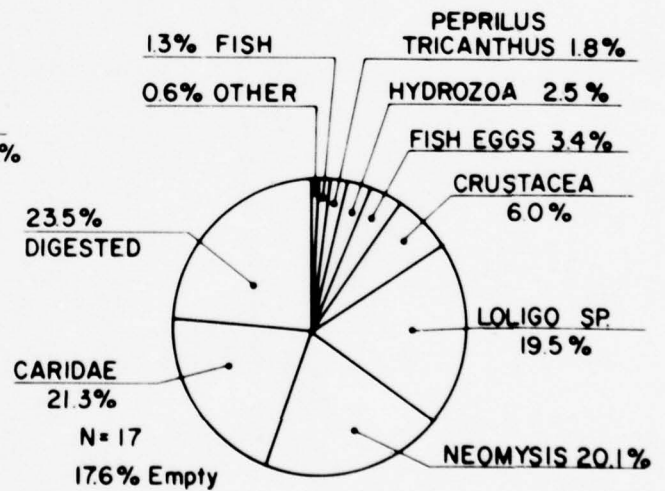 PEPRILUS
TRICANTHUS 1.8%
1.3% FISH
0.6% OTHER
HYDROZOA 2.5%
FISH EGGS 3.4%
CRUSTACEA
6.0%
%
23.5%
DIGESTED
LOLIGO SP.
19.5%
CARIDAE
21.3%
NEOMYSIS 20.1%
N=17
17.6% Empty